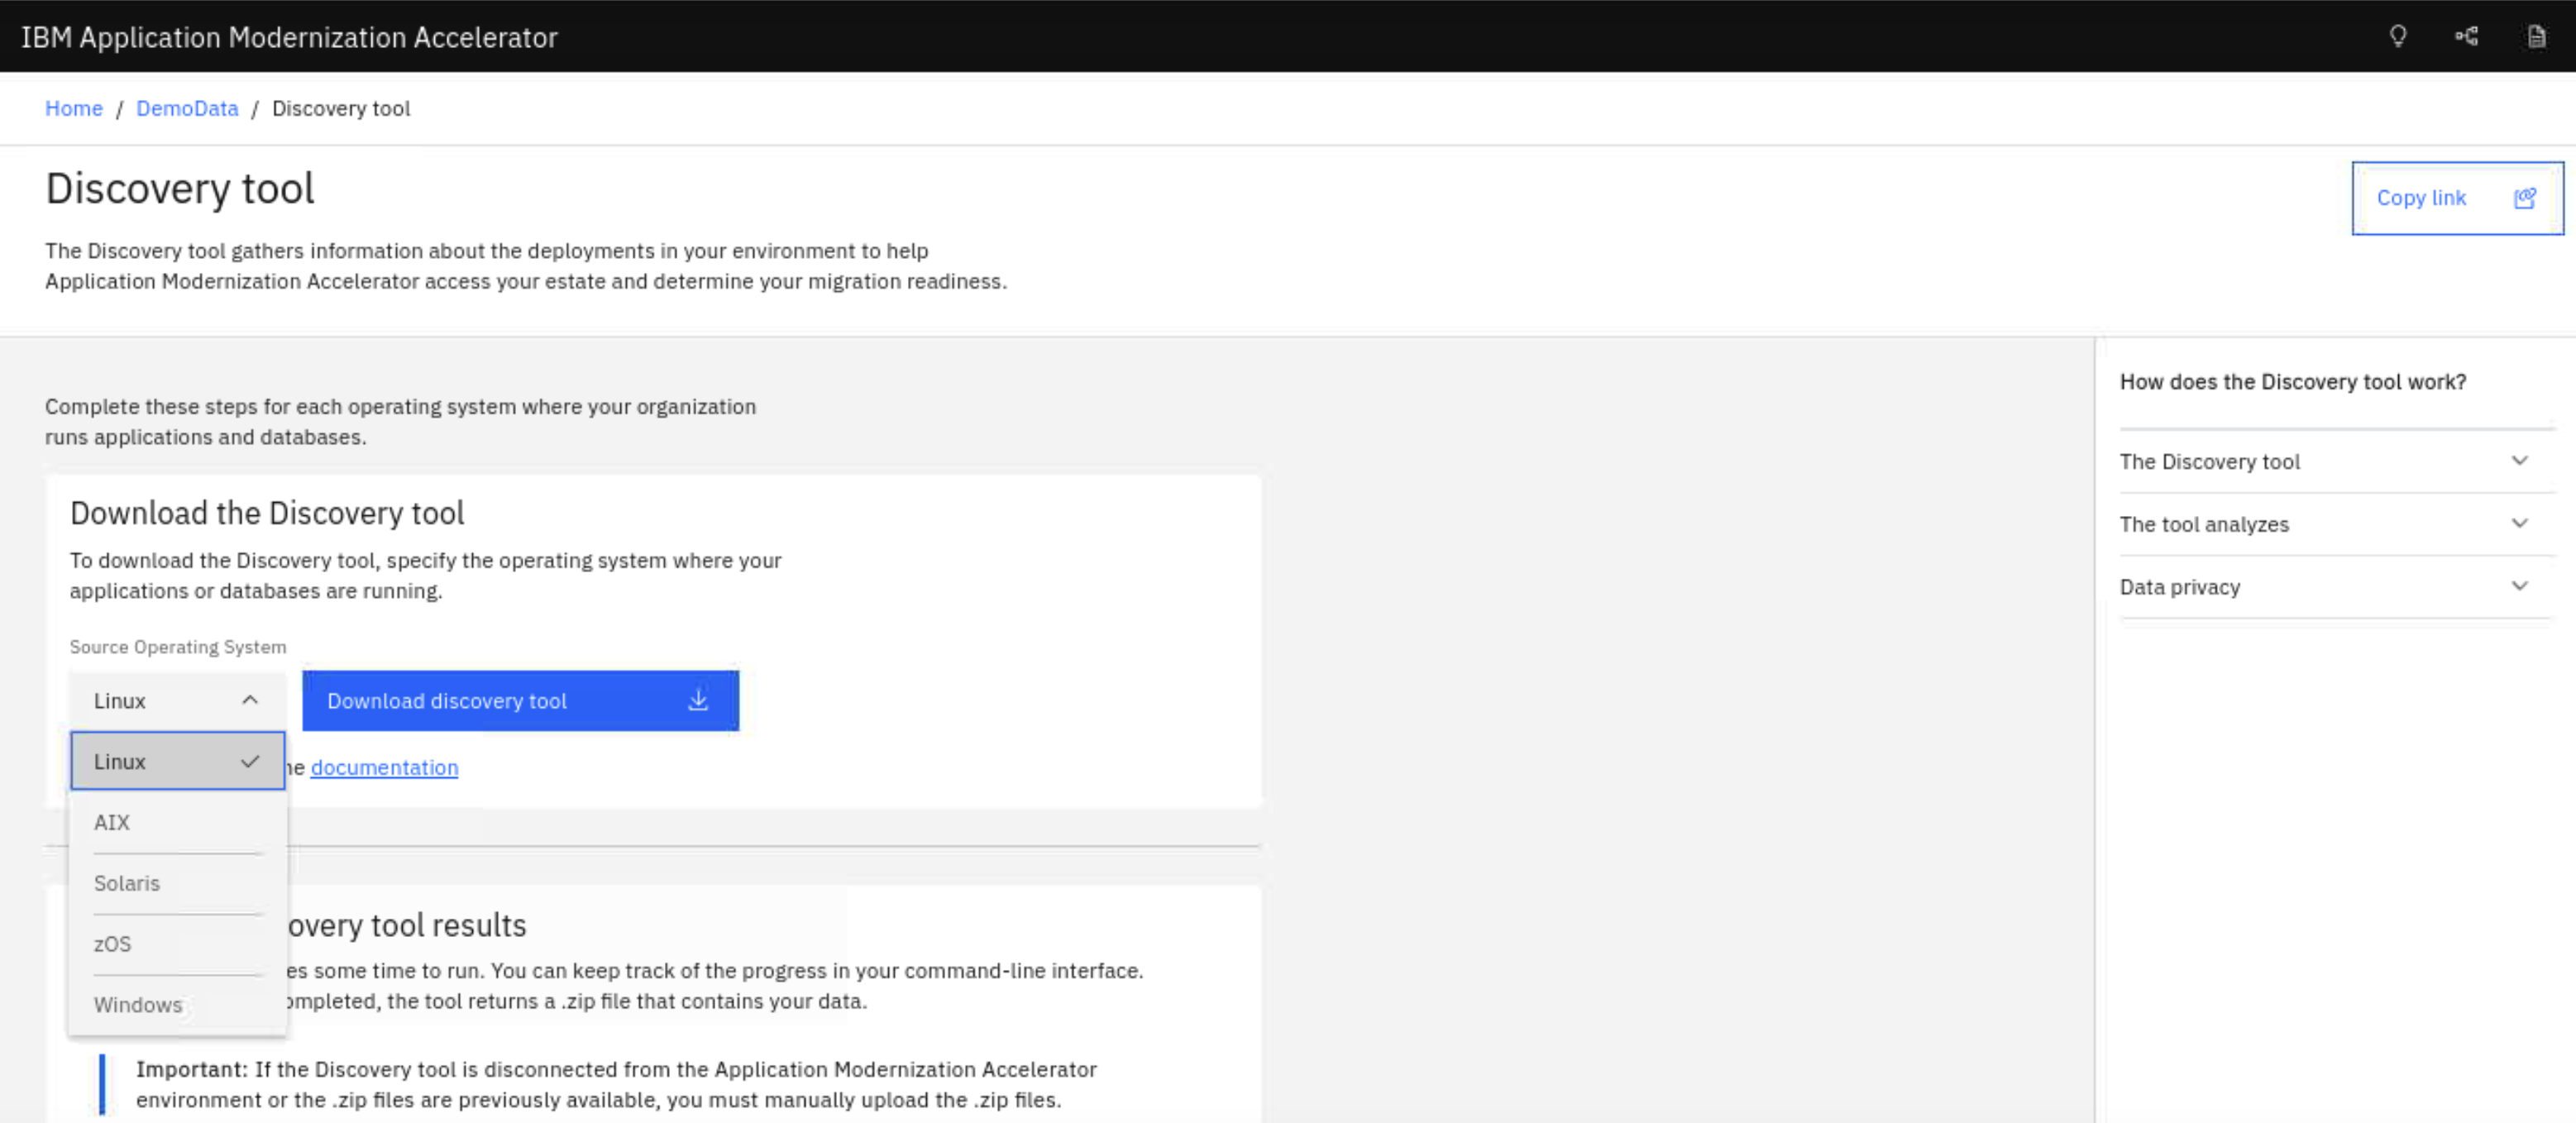 IBM Application Modernization Accelerator
Home / DemoData / Discovery tool
Discovery tool
Copy link
The Discovery tool gathers information about the deployments in your environment to help
Application Modernization Accelerator access your estate and determine your migration readiness.
Complete these steps for each operating system where your organization
runs applications and databases.
Download the Discovery tool
To download the Discovery tool, specify the operating system where your
applications or databases are running.
Source Operating System
Linux
Download discovery tool
Linux
documentation
AIX
Solaris
zOS
Windows
overy tool results
es some time to run. You can keep track of the progress in your command-line interface.
ompleted, the tool returns a .zip file that contains your data.
Important: If the Discovery tool is disconnected from the Application Modernization Accelerator
environment or the .zip files are previously available, you must manually upload the .zip files.
How does the Discovery tool work?
The Discovery tool
The tool analyzes
Data privacy